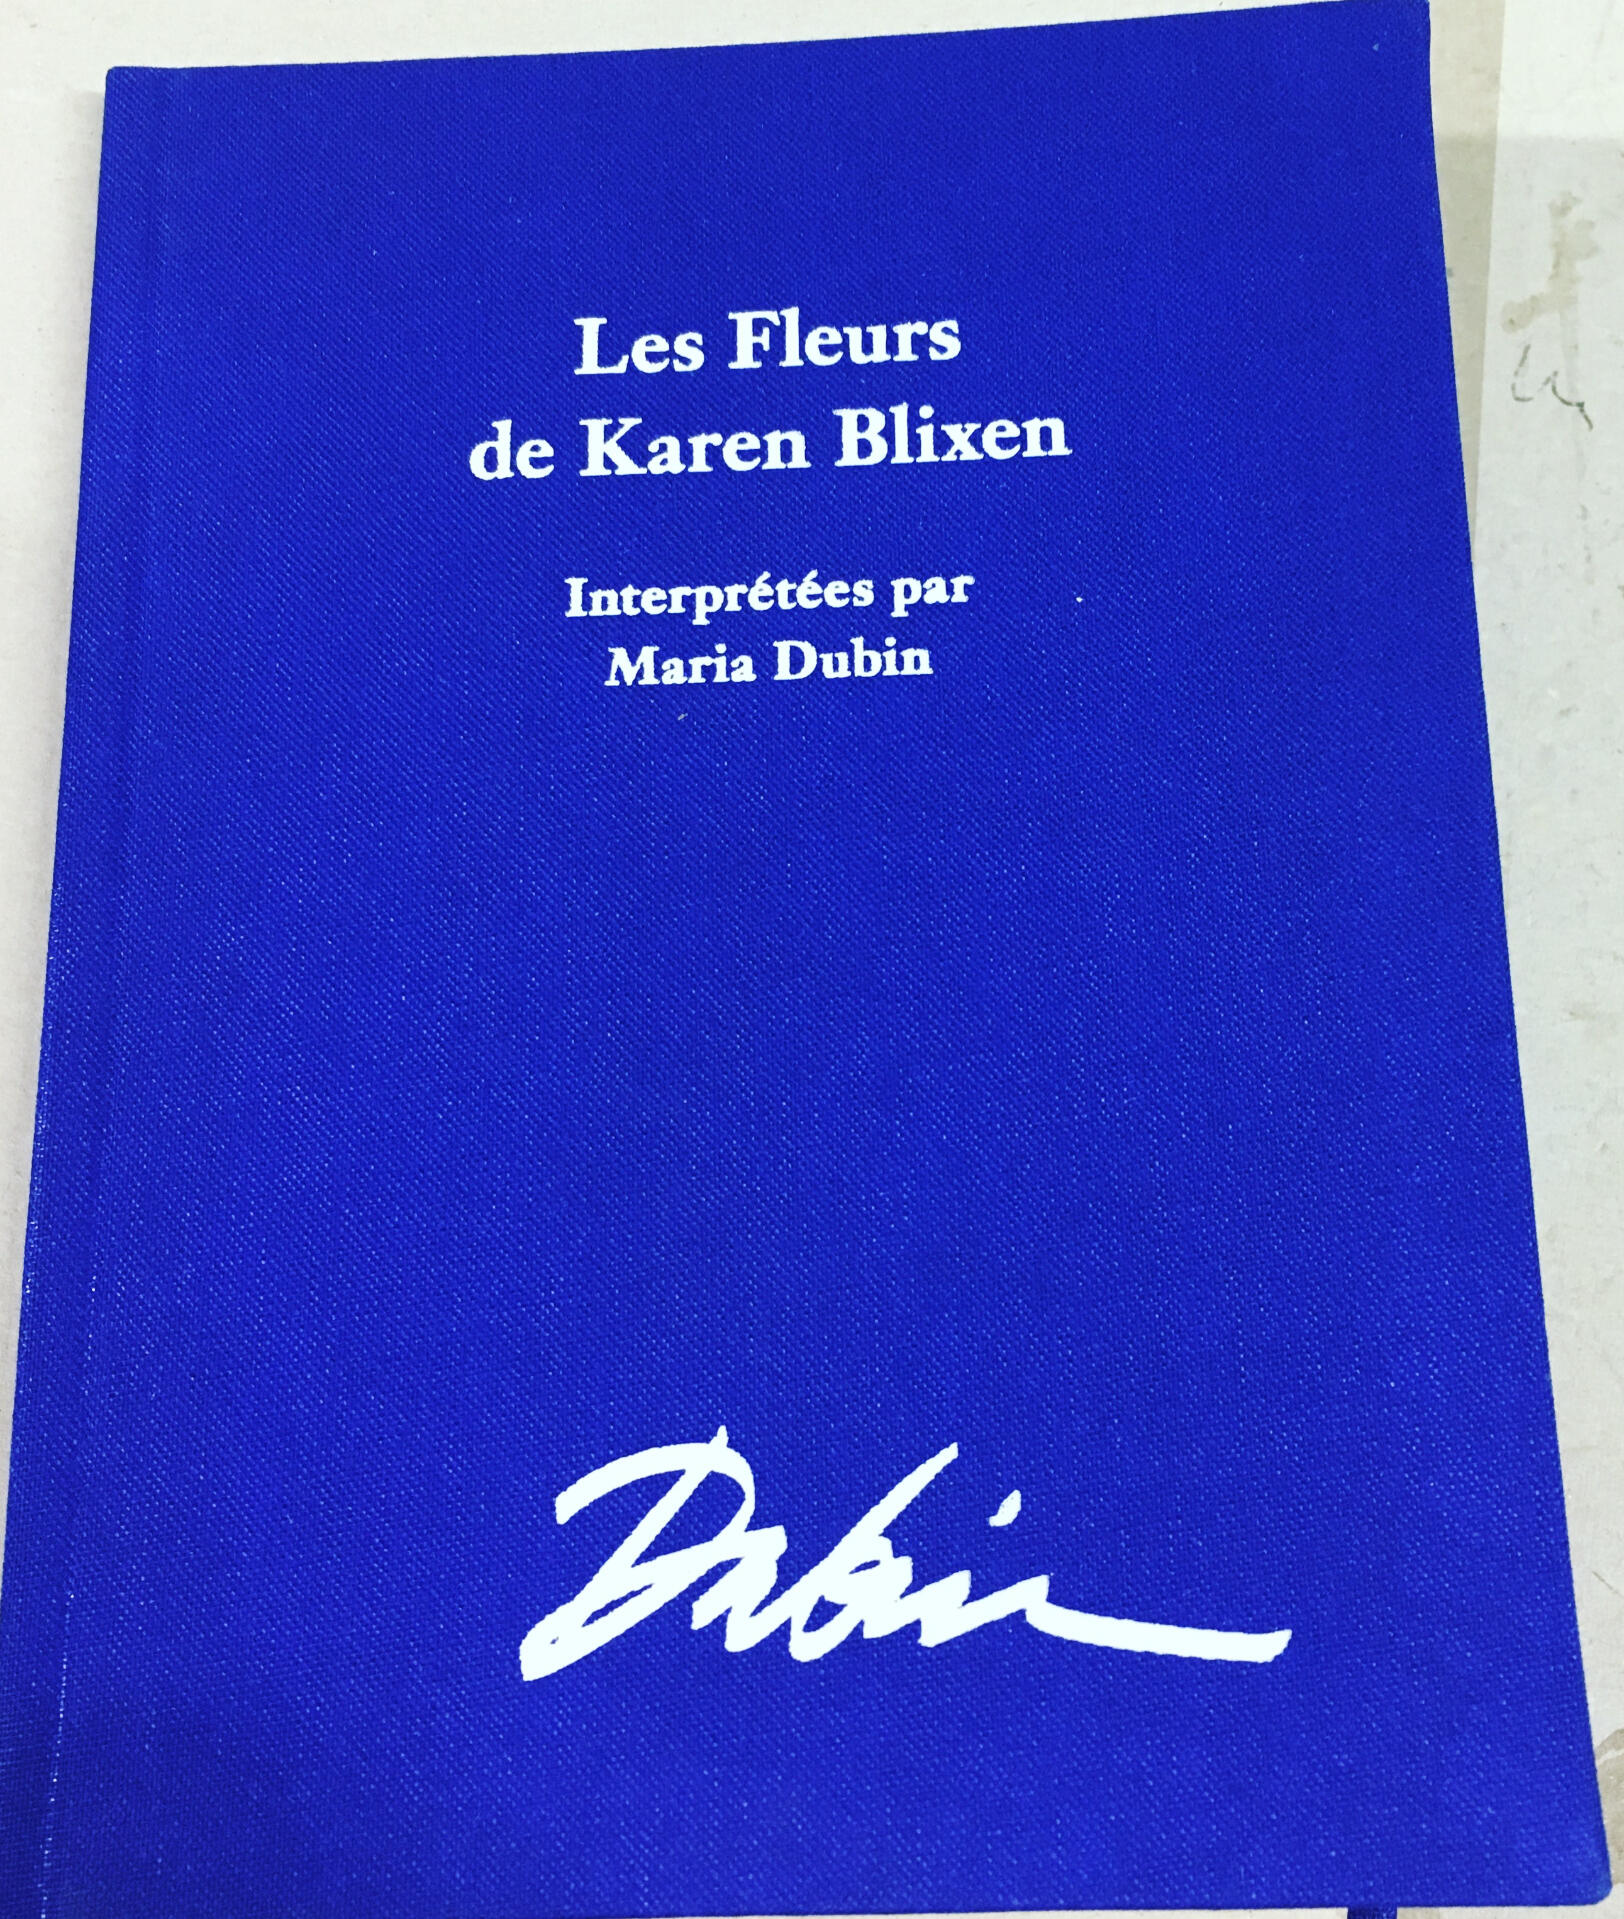 Les Fleurs
de Karen Blixen
Interprétées par
Maria Dubin
Dubin